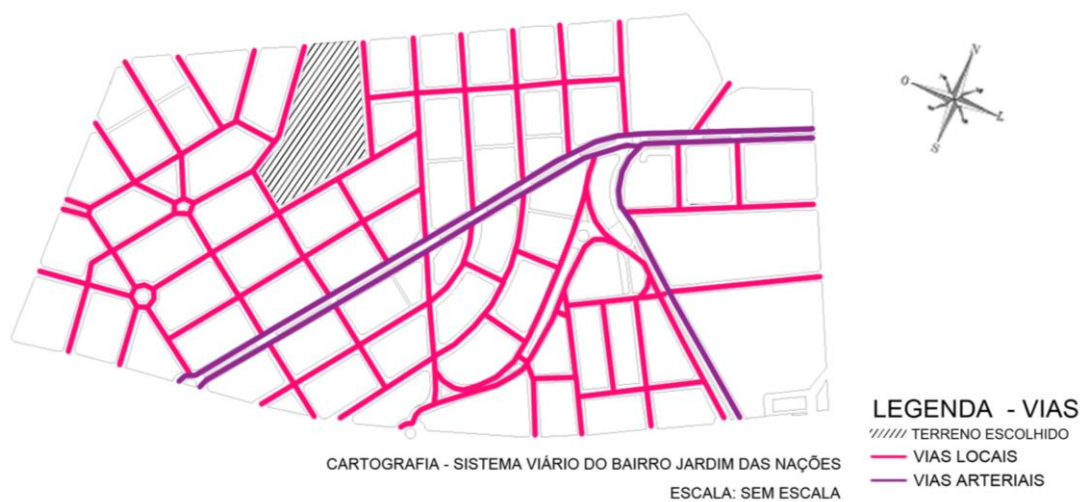 N
O
L
S
LEGENDA - VIAS
TERRENO ESCOLHIDO
VIAS LOCAIS
VIAS ARTERIAIS
CARTOGRAFIA - SISTEMA VIÁRIO DO BAIRRO JARDIM DAS NAÇÕES
ESCALA: SEM ESCALA